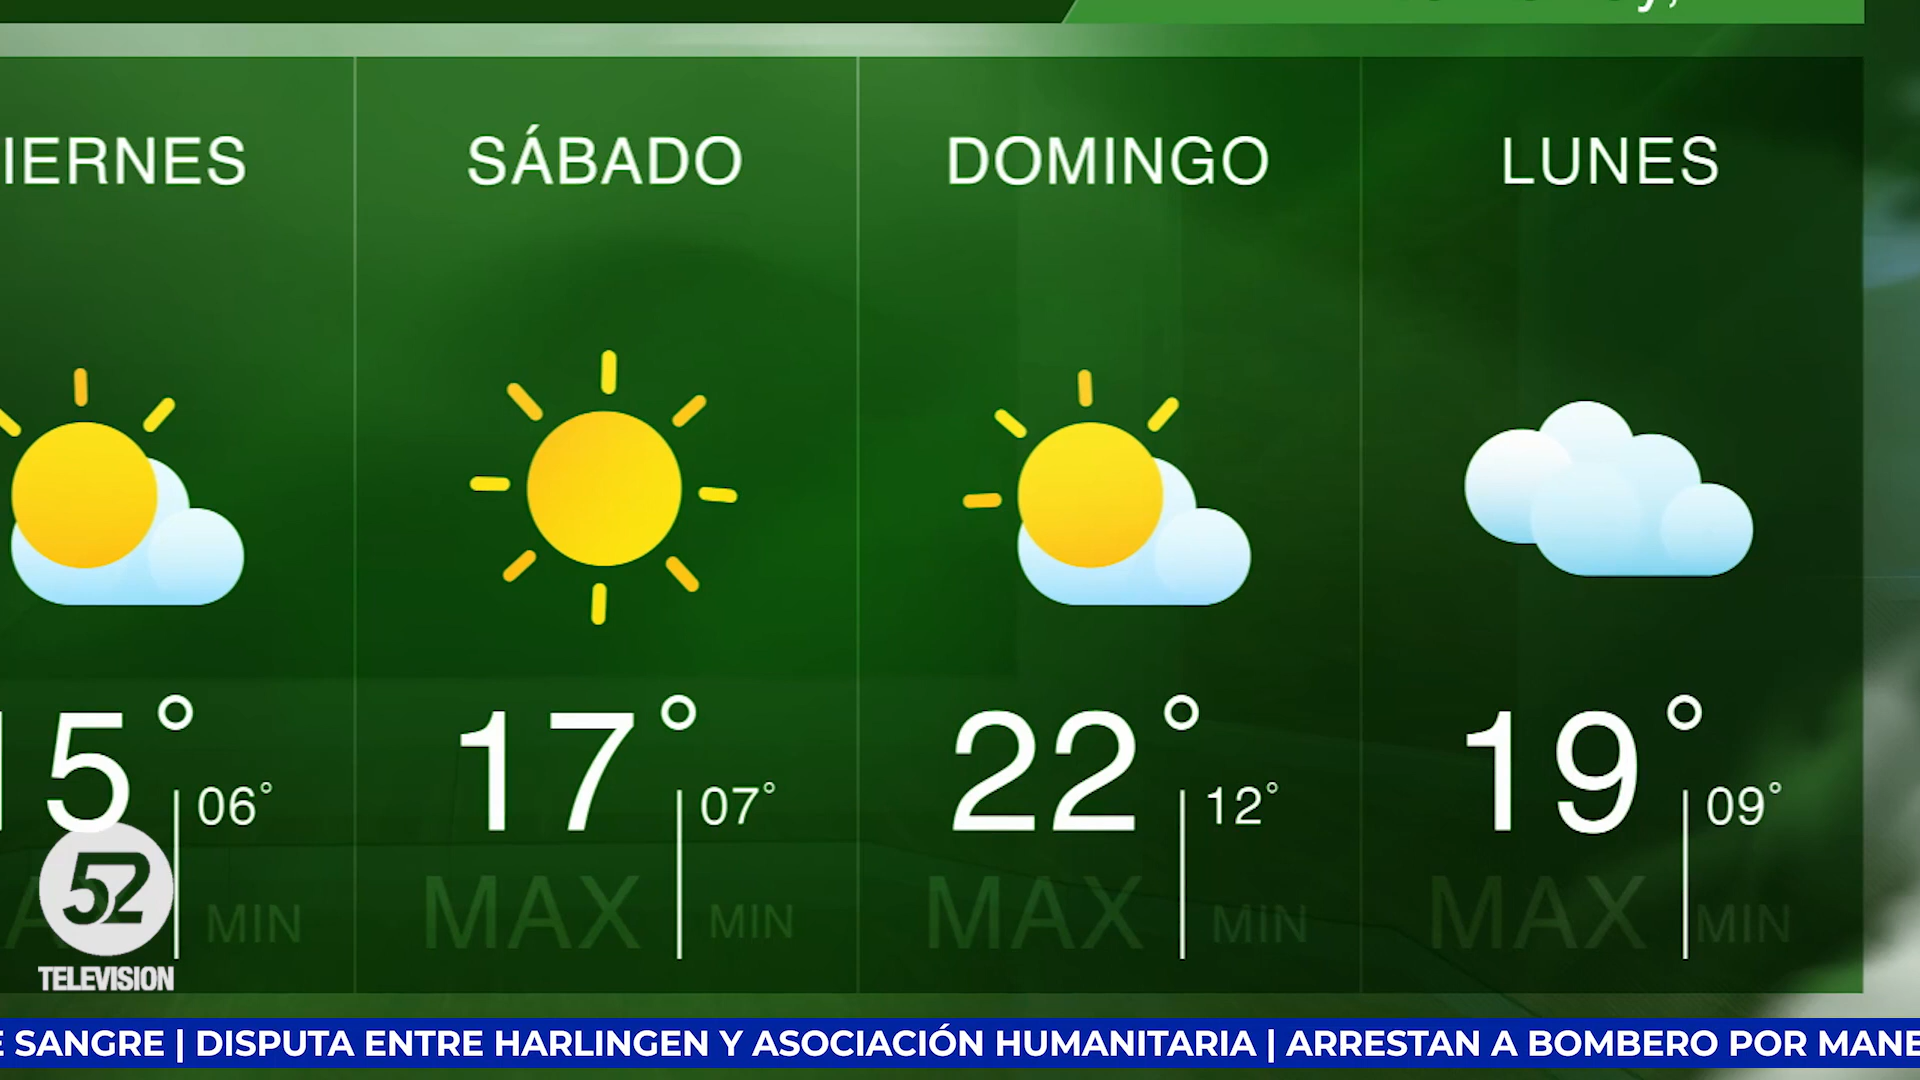 IERNES
SÁBADO
DOMINGO
LUNES
15° 06°
17° 07°
22° 12°
19° 09°
MIN
MAX MIN
MAX MIN
MAX MIN
52
TELEVISION
E SANGRE | DISPUTA ENTRE HARLINGEN Y ASOCIACIÓN HUMANITARIA | ARRESTAN A BOMBERO POR MANE